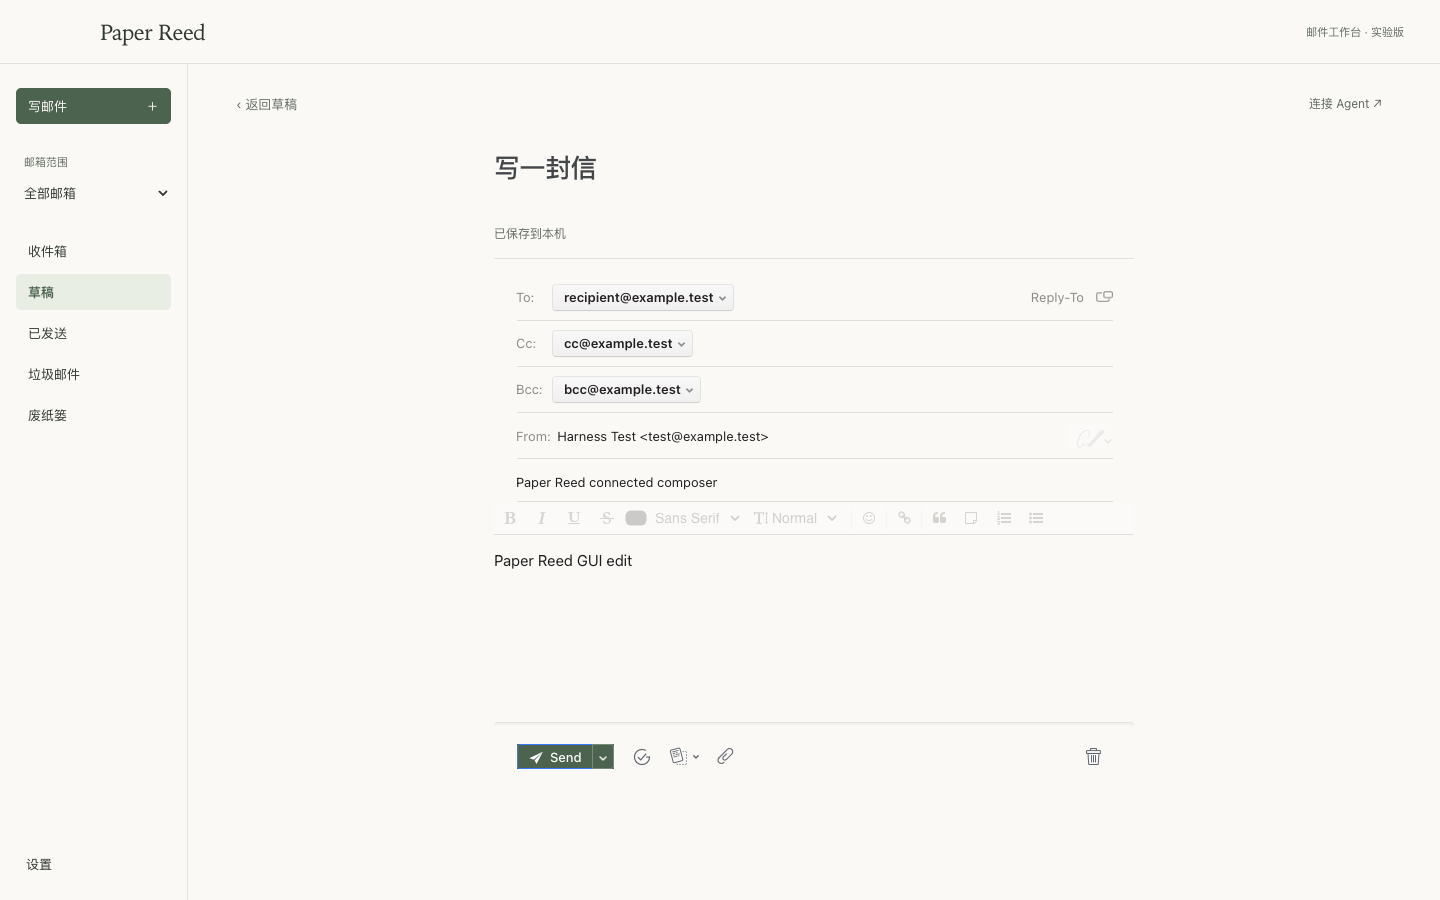 Paper Reed
邮件工作台 · 实验版
写邮件 +
邮箱范围
全部邮箱
收件箱
草稿
已发送
垃圾邮件
废纸篓
设置
‹ 返回草稿
连接 Agent ↗
写一封信
已保存到本机
To: recipient@example.test Reply-To
Cc: cc@example.test
Bcc: bcc@example.test
From: Harness Test <test@example.test>
Paper Reed connected composer
B I U S Sans Serif Normal
Paper Reed GUI edit
Send